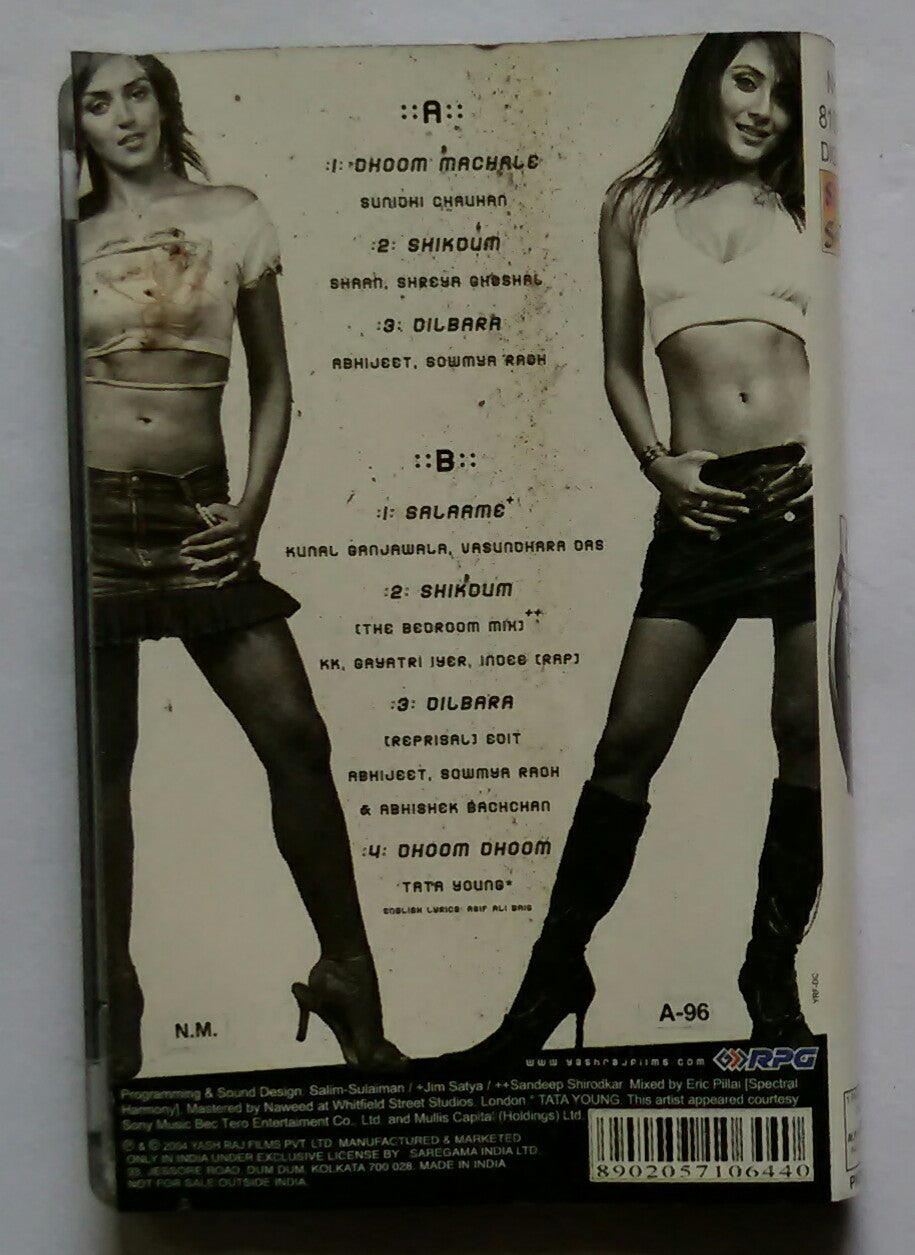 ::A::
:1: DHOOM MACHALE
SUNIDHI CHAUHAN
:2: SHIKDUM
SHAAN, SHREYA GHOSHAL
:3: DILBARA
ABHIJEET, SOWMYA RAOH
::B::
:1: SALAAME+
KUNAL GANJAWALA, VASUNDHARA DAS
:2: SHIKDUM
[THE BEDROOM MIX]++
KK, GAYATRI IYER, INDEE [RAP]
:3: DILBARA
[REPRISAL] EDIT
ABHIJEET, SOWMYA RAOH
& ABHISHEK BACHCHAN
:4: DHOOM DHOOM
TATA YOUNG*
ENGLISH LYRICS: ASIF ALI BAIG
N.M.
A-96
YRF-DC
www.yashrajfilms.com RPG
Programming & Sound Design: Salim-Sulaiman / +Jim Satya / ++Sandeep Shirodkar Mixed by Eric Pillai [Spectral
Harmony]. Mastered by Naweed at Whitfield Street Studios, London * TATA YOUNG. This artist appeared courtesy
Sony Music Bec Tero Entertaiment Co., Ltd. and Mullis Capital (Holdings) Ltd.
℗ & © 2004 YASH RAJ FILMS PVT. LTD. MANUFACTURED & MARKETED
ONLY IN INDIA UNDER EXCLUSIVE LICENSE BY SAREGAMA INDIA LTD.
33, JESSORE ROAD, DUM DUM, KOLKATA 700 028. MADE IN INDIA
NOT FOR SALE OUTSIDE INDIA
8902057106440